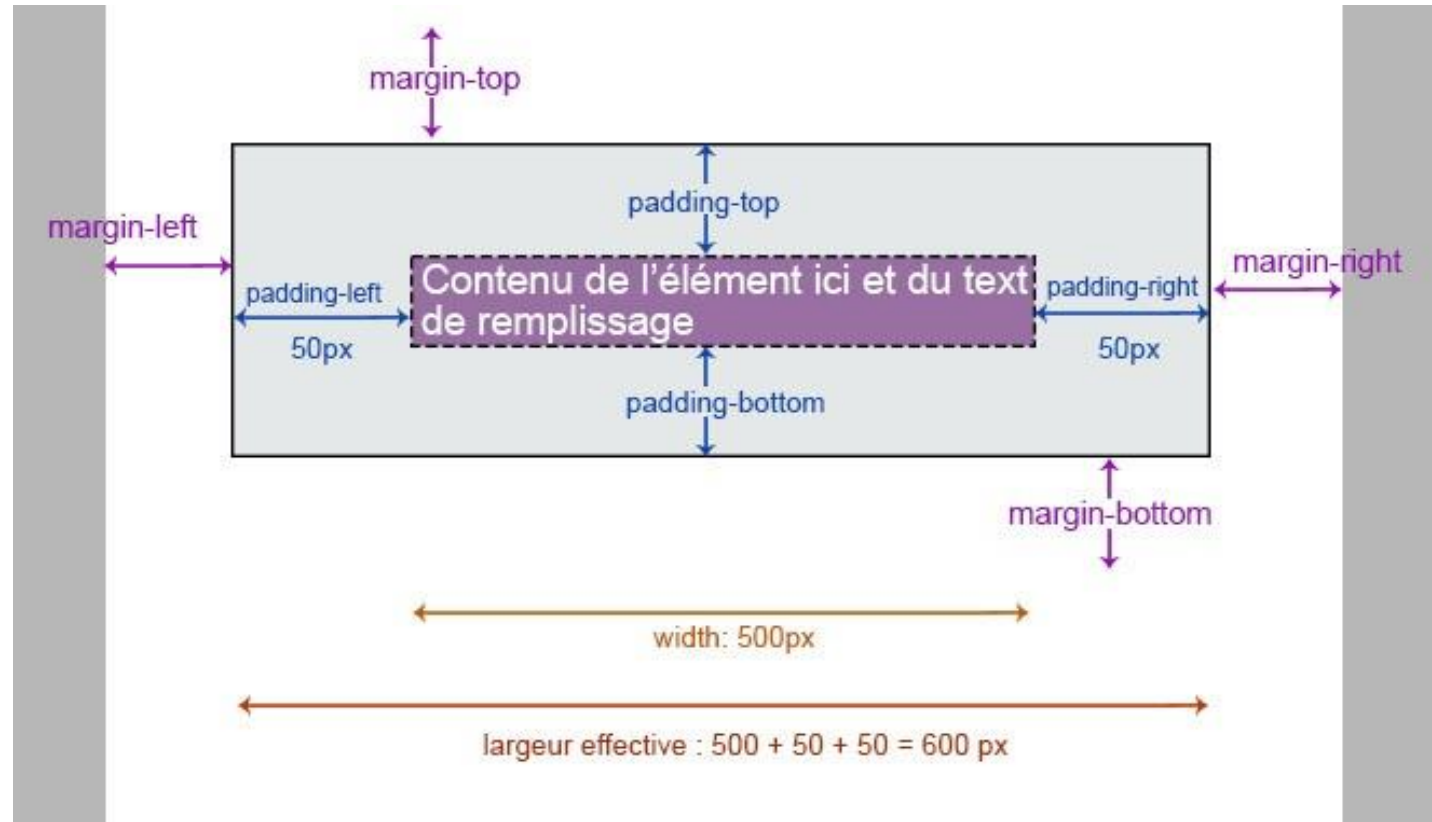 margin-top
padding-top
margin-left
margin-right
padding-left
Contenu de l'élément ici et du text
de remplissage
padding-right
50px
50px
padding-bottom
margin-bottom
width: 500px
largeur effective : 500 + 50 + 50 = 600 px